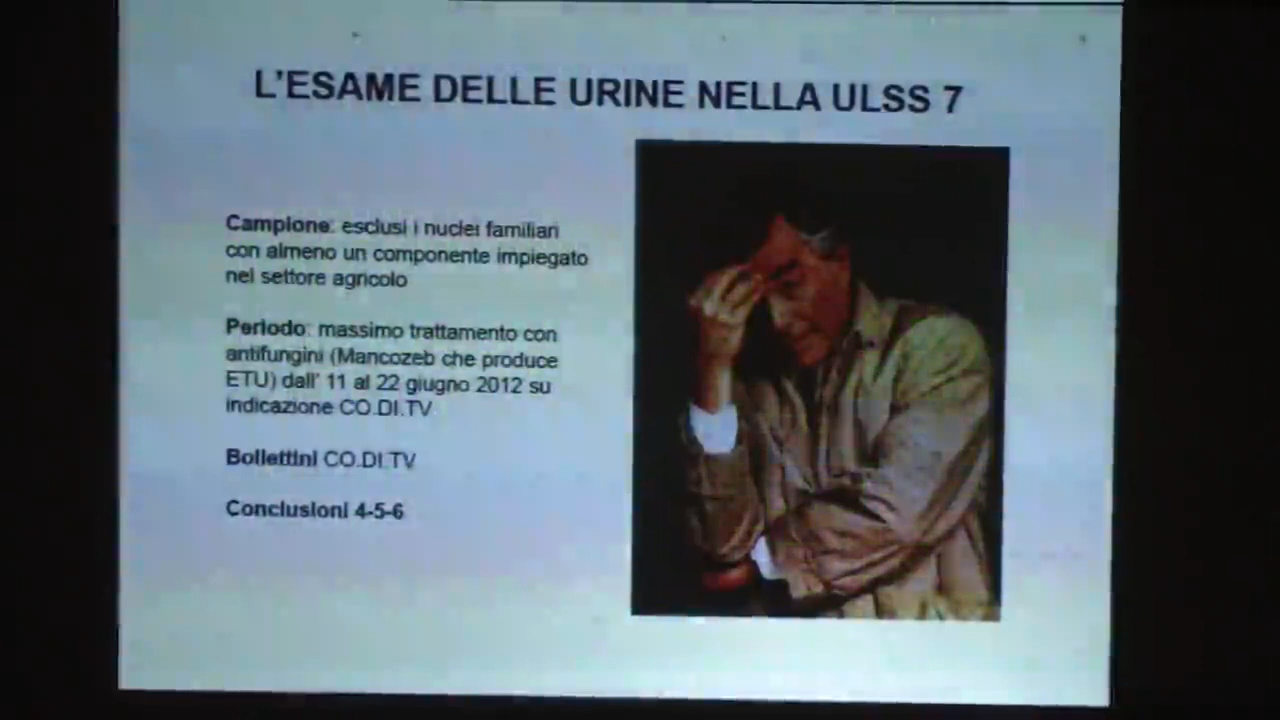 L'ESAME DELLE URINE NELLA ULSS 7
Campione: esclusi i nuclei familiari
con almeno un componente impiegato
nel settore agricolo
Periodo: massimo trattamento con
antifungini (Mancozeb che produce
ETU) dall' 11 al 22 giugno 2012 su
indicazione CO.DI.TV
Bollettini CO.DI.TV
Conclusioni 4-5-6